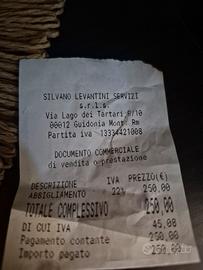 SILVANO LEVANTINI SERVIZI
s.r.l.s.
Via Lago dei Tartari 8/10
00012 Guidonia Mont. Rm
Partita iva 13334421008
DOCUMENTO COMMERCIALE
di vendita o prestazione
DESCRIZIONE IVA PREZZO(€)
ABBIGLIAMENTO 22% 250,00
TOTALE COMPLESSIVO 250,00
DI CUI IVA 45,08
Pagamento contante 250,00
Importo pagato 250,00